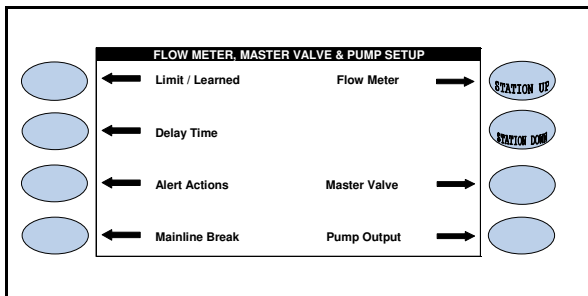 FLOW METER, MASTER VALVE & PUMP SETUP
Limit / Learned Flow Meter STATION UP
Delay Time STATION DOWN
Alert Actions Master Valve
Mainline Break Pump Output